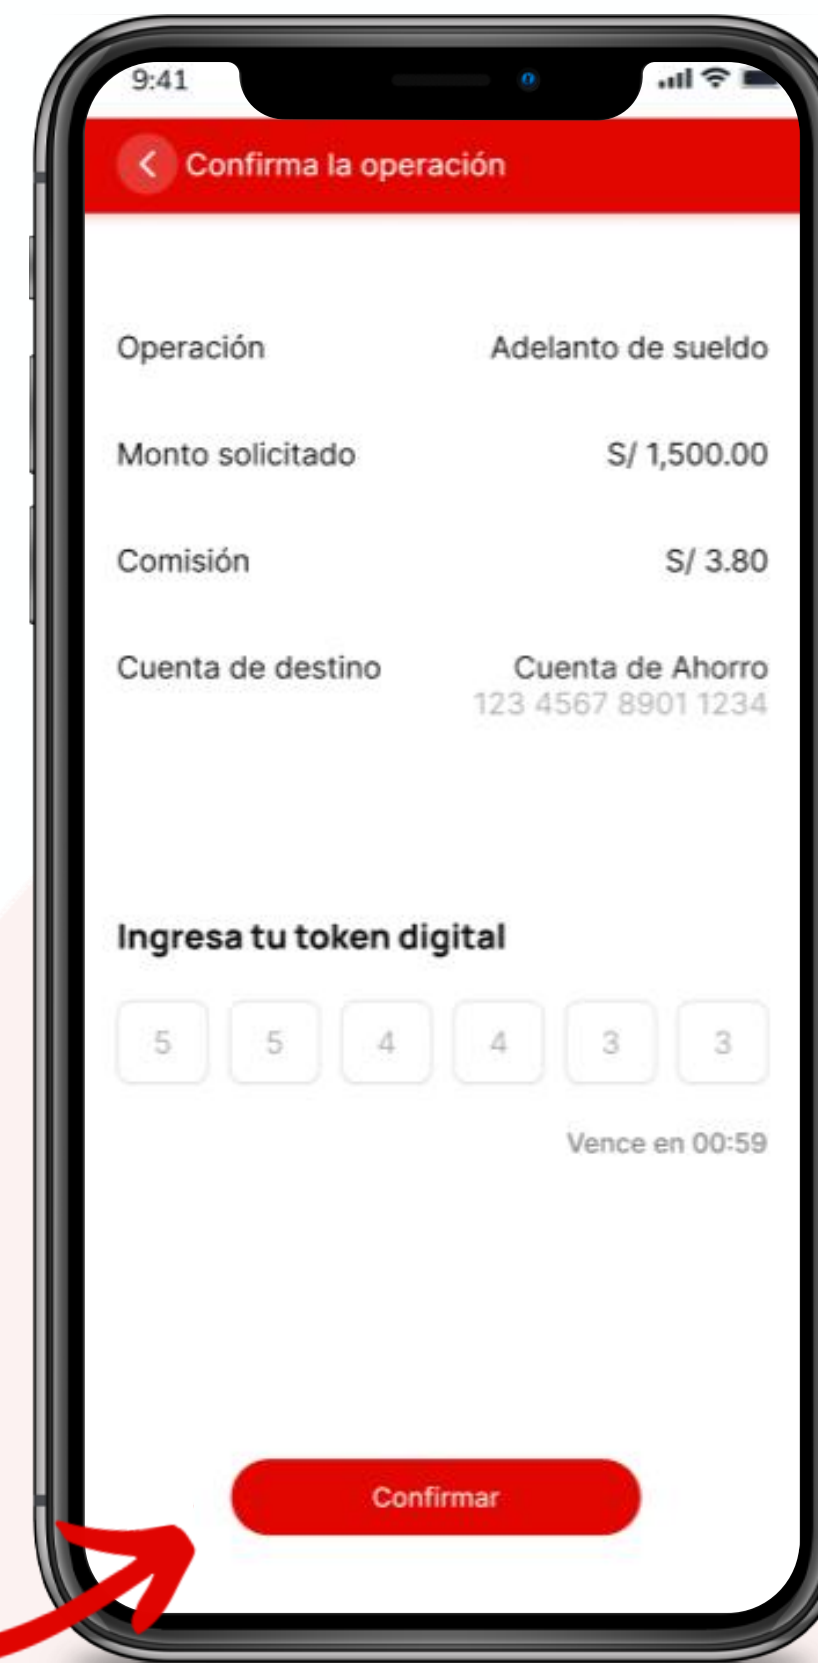 9:41
Confirma la operación
Operación Adelanto de sueldo
Monto solicitado S/ 1,500.00
Comisión S/ 3.80
Cuenta de destino Cuenta de Ahorro
123 4567 8901 1234
Ingresa tu token digital
5 5 4 4 3 3
Vence en 00:59
Confirmar